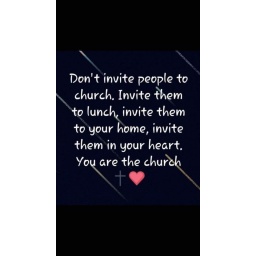 Don't invite people to
church. Invite them
to lunch, invite them
to your home, invite
them in your heart.
You are the church
✝❤